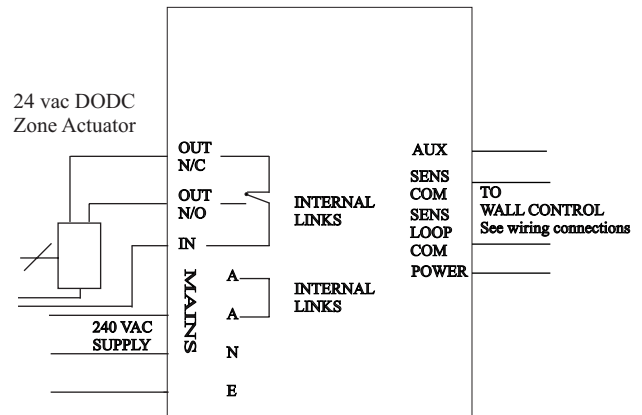 24 vac DODC
Zone Actuator
OUT
N/C
OUT
N/O
IN
INTERNAL
LINKS
MAINS
A
A
N
E
INTERNAL
LINKS
240 VAC
SUPPLY
AUX
SENS
COM
SENS
LOOP
COM
POWER
TO
WALL CONTROL
See wiring connections